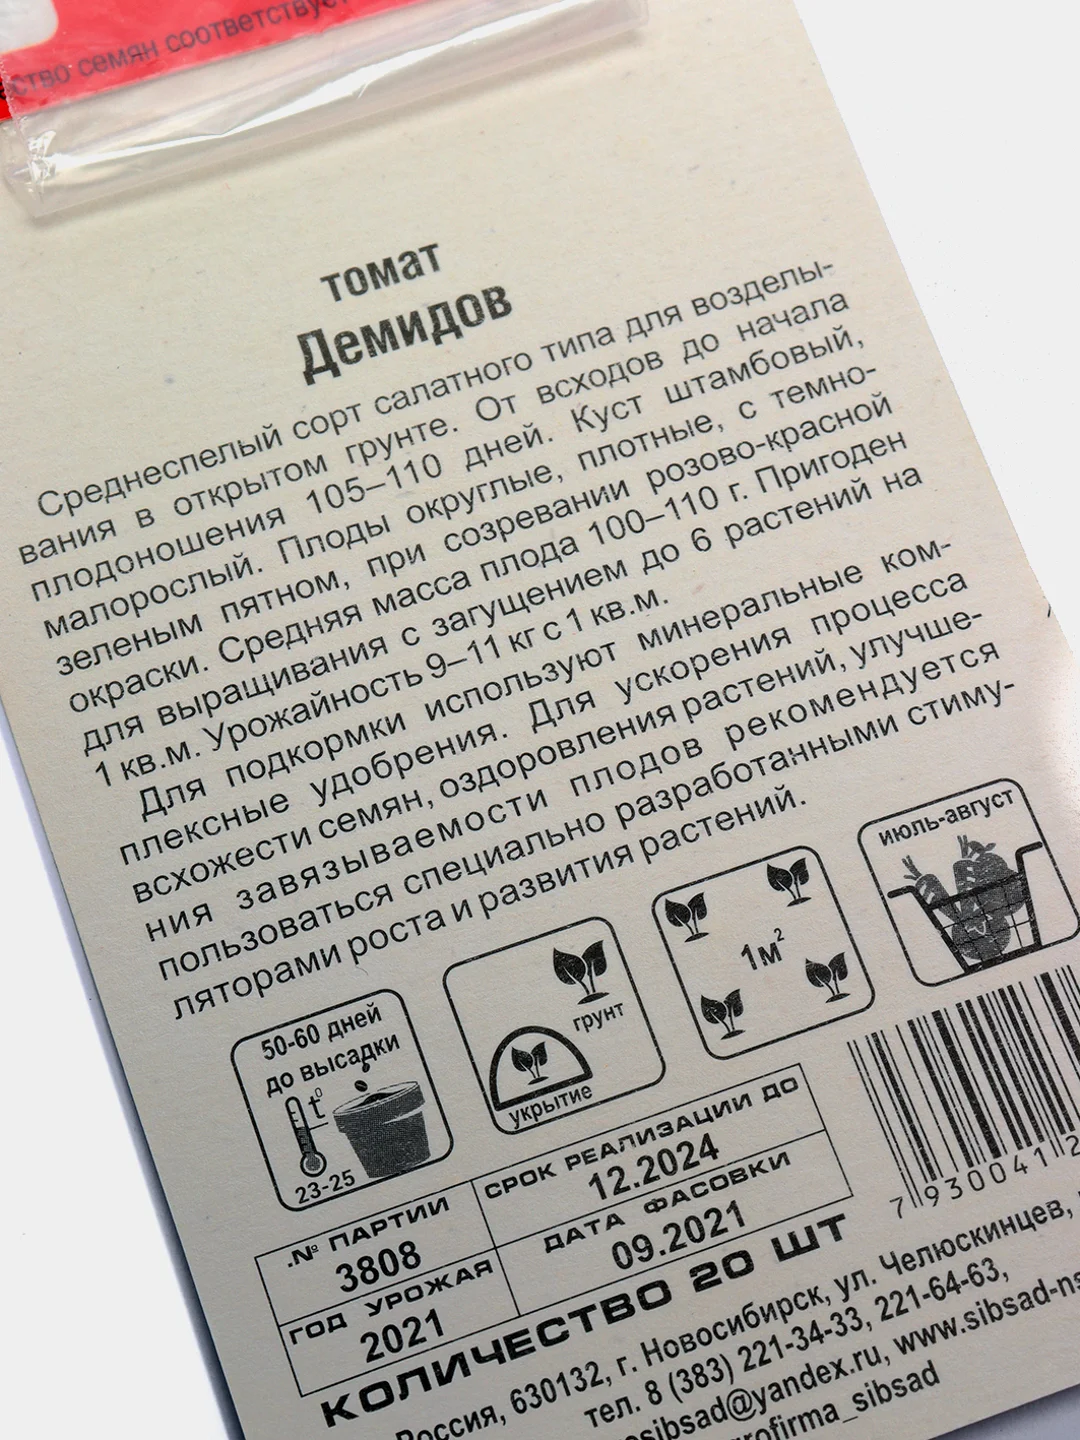 семян соответствует
томат
Демидов
Среднеспелый сорт салатного типа для возделы-
вания в открытом грунте. От всходов до начала
плодоношения 105–110 дней. Куст штамбовый,
малорослый. Плоды округлые, плотные, с темно-
зеленым пятном, при созревании розово-красной
окраски. Средняя масса плода 100–110 г. Пригоден
для выращивания с загущением до 6 растений на
1 кв.м. Урожайность 9–11 кг с 1 кв.м.
Для подкормки используют минеральные ком-
плексные удобрения. Для ускорения процесса
всхожести семян, оздоровления растений, улучше-
ния завязываемости плодов рекомендуется
пользоваться специально разработанными стиму-
ляторами роста и развития растений.
50-60 дней
до высадки
t⁰
23-25
грунт
укрытие
1м²
июль-август
№ ПАРТИИ
3808
ГОД УРОЖАЯ
2021
СРОК РЕАЛИЗАЦИИ ДО
12.2024
ДАТА ФАСОВКИ
09.2021
КОЛИЧЕСТВО 20 ШТ
7 930041 2
Россия, 630132, г. Новосибирск, ул. Челюскинцев,
тел. 8 (383) 221-34-33, 221-64-63,
osibsad@yandex.ru, www.sibsad-ns
rofirma_sibsad